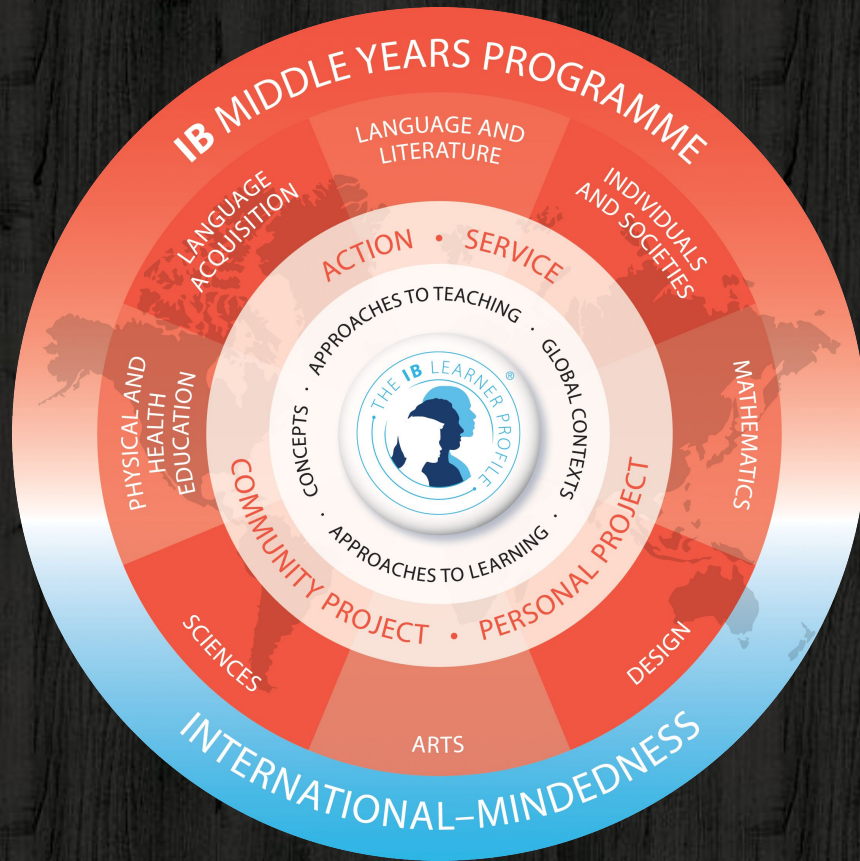 IB MIDDLE YEARS PROGRAMME
LANGUAGE AND
LITERATURE
INDIVIDUALS
AND SOCIETIES
MATHEMATICS
DESIGN
ARTS
SCIENCES
PHYSICAL AND
HEALTH
EDUCATION
LANGUAGE
ACQUISITION
ACTION • SERVICE
COMMUNITY PROJECT • PERSONAL PROJECT
APPROACHES TO TEACHING · GLOBAL CONTEXTS · APPROACHES TO LEARNING · CONCEPTS ·
• THE IB LEARNER PROFILE • ®
INTERNATIONAL–MINDEDNESS